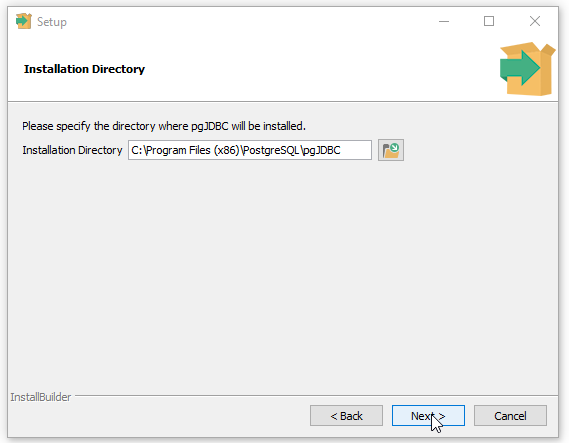 Setup
Installation Directory
Please specify the directory where pgJDBC will be installed.
Installation Directory C:\Program Files (x86)\PostgreSQL\pgJDBC
InstallBuilder
< Back Next > Cancel